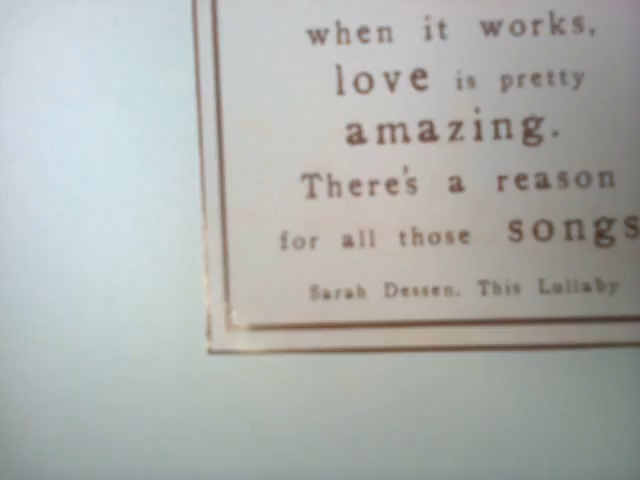 when it works,
love is pretty
amazing.
There's a reason
for all those songs
Sarah Dessen. This Lullaby